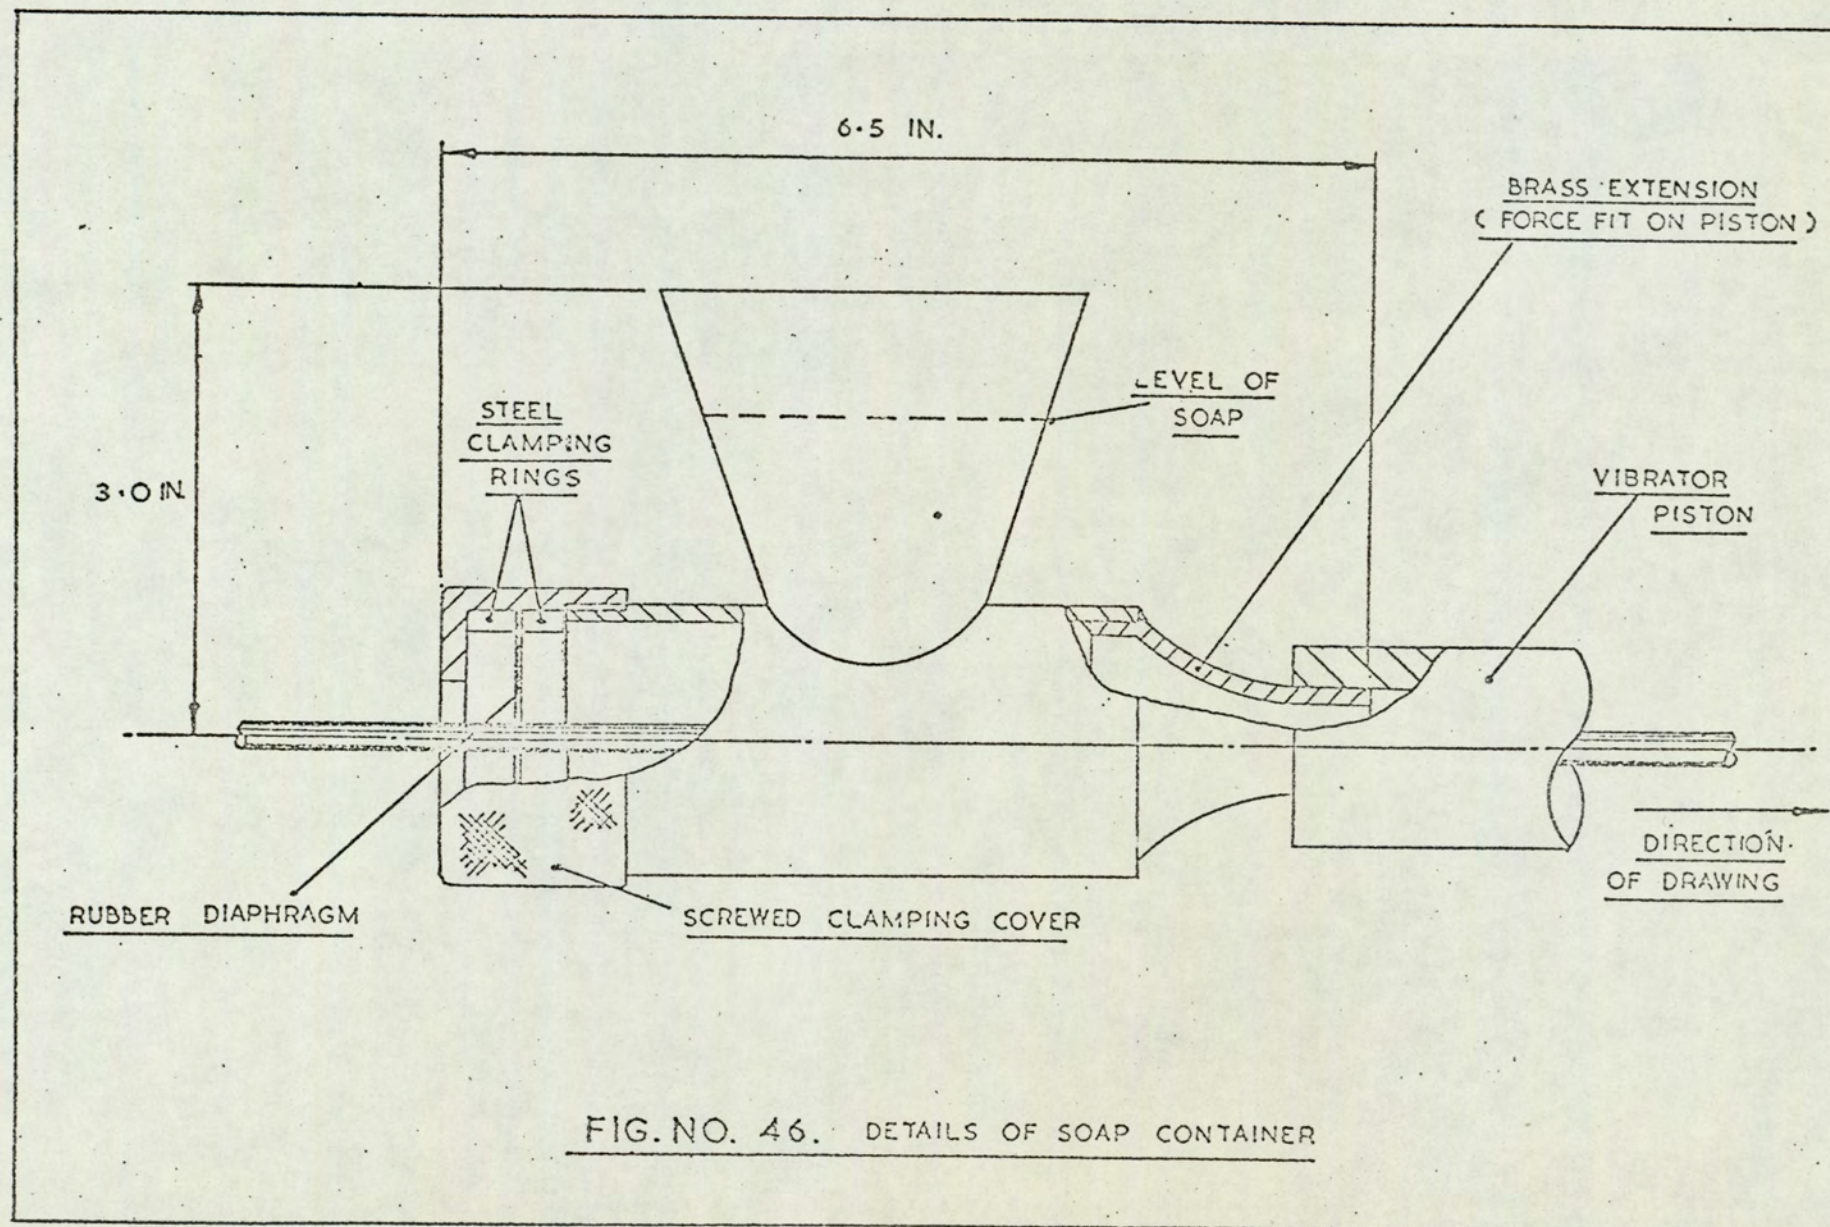 6.5 IN.
BRASS EXTENSION
( FORCE FIT ON PISTON )
LEVEL OF
SOAP
STEEL
CLAMPING
RINGS
3.0 IN.
VIBRATOR
PISTON
DIRECTION
OF DRAWING
RUBBER DIAPHRAGM
SCREWED CLAMPING COVER
FIG. NO. 46. DETAILS OF SOAP CONTAINER